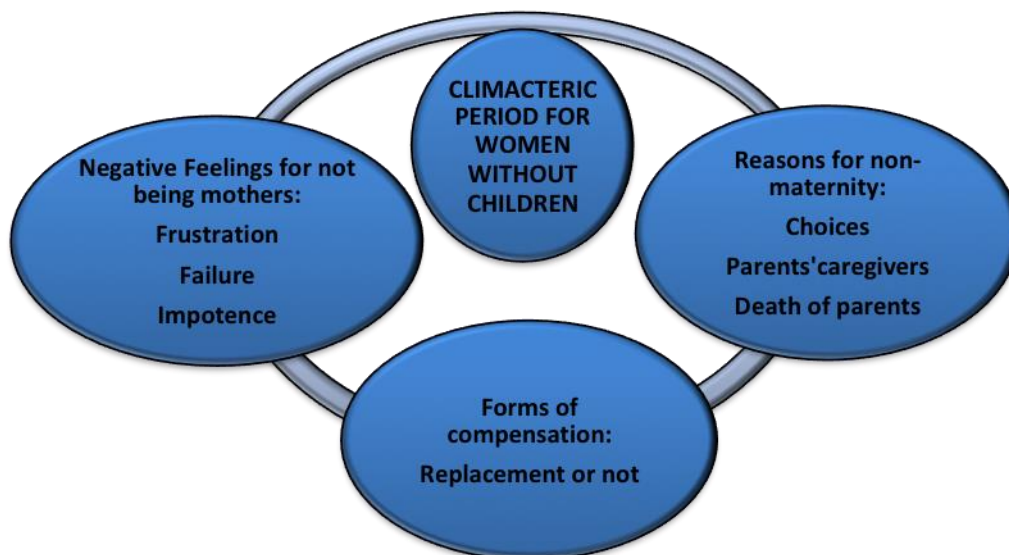 CLIMACTERIC
PERIOD FOR
WOMEN
WITHOUT
CHILDREN
Negative Feelings for not
being mothers:
Frustration
Failure
Impotence
Reasons for non-
maternity:
Choices
Parents'caregivers
Death of parents
Forms of
compensation:
Replacement or not